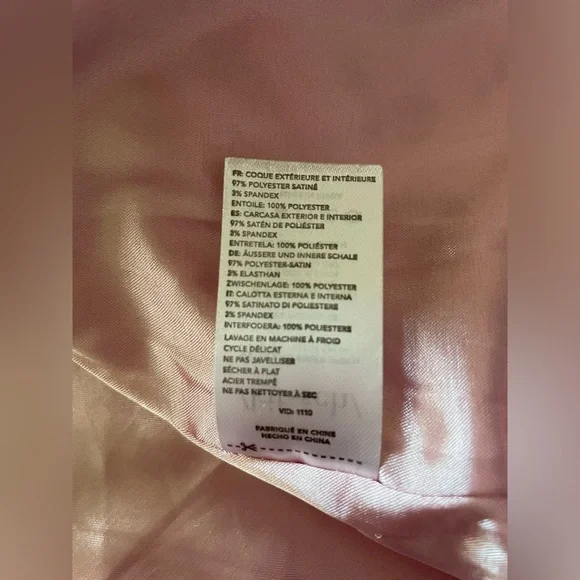 FR: COQUE EXTÉRIEURE ET INTÉRIEURE
97% POLYESTER SATINÉ
3% SPANDEX
ENTOILE: 100% POLYESTER
ES: CARCASA EXTERIOR E INTERIOR
97% SATÉN DE POLIÉSTER
3% SPANDEX
ENTRETELA: 100% POLIÉSTER
DE: ÄUSSERE UND INNERE SCHALE
97% POLYESTER-SATIN
3% ELASTHAN
ZWISCHENLAGE: 100% POLYESTER
IT: CALOTTA ESTERNA E INTERNA
97% SATINATO DI POLIESTERE
3% SPANDEX
INTERFODERA: 100% POLIESTERE
LAVAGE EN MACHINE À FROID
CYCLE DÉLICAT
NE PAS JAVELLISER
SÉCHER À PLAT
ACIER TREMPÉ
NE PAS NETTOYER À SEC
VID: 1110
FABRIQUÉ EN CHINE
HECHO EN CHINA